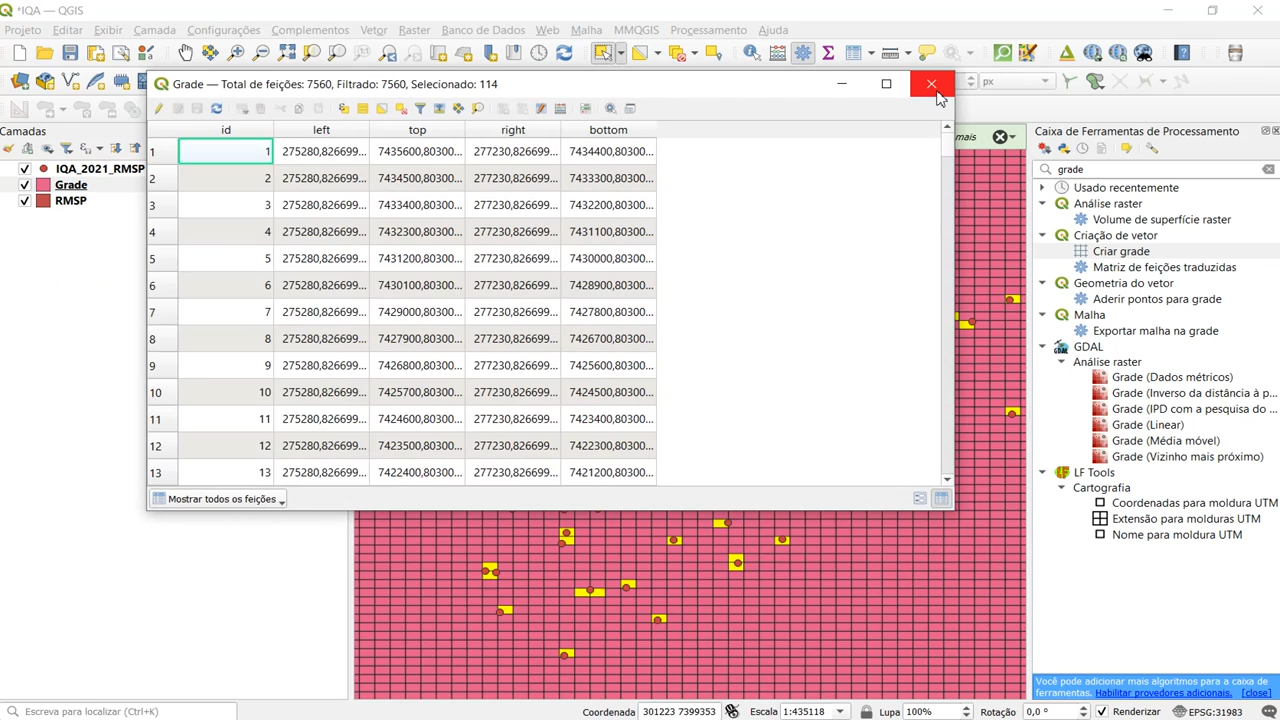 *IQA — QGIS
Projeto Editar Exibir Camada Configurações Complementos Vetor Raster Banco de Dados Web Malha MMQGIS Processamento Ajuda
px
Grade — Total de feições: 7560, Filtrado: 7560, Selecionado: 114
Camadas
IQA_2021_RMSP
Grade
RMSP
id left top right bottom
1 1 275280,826699... 7435600,80300... 277230,826699... 7434400,80300...
2 2 275280,826699... 7434500,80300... 277230,826699... 7433300,80300...
3 3 275280,826699... 7433400,80300... 277230,826699... 7432200,80300...
4 4 275280,826699... 7432300,80300... 277230,826699... 7431100,80300...
5 5 275280,826699... 7431200,80300... 277230,826699... 7430000,80300...
6 6 275280,826699... 7430100,80300... 277230,826699... 7428900,80300...
7 7 275280,826699... 7429000,80300... 277230,826699... 7427800,80300...
8 8 275280,826699... 7427900,80300... 277230,826699... 7426700,80300...
9 9 275280,826699... 7426800,80300... 277230,826699... 7425600,80300...
10 10 275280,826699... 7425700,80300... 277230,826699... 7424500,80300...
11 11 275280,826699... 7424600,80300... 277230,826699... 7423400,80300...
12 12 275280,826699... 7423500,80300... 277230,826699... 7422300,80300...
13 13 275280,826699... 7422400,80300... 277230,826699... 7421200,80300...
Mostrar todos os feições
mais
Caixa de Ferramentas de Processamento
grade
Usado recentemente
Análise raster
Volume de superfície raster
Criação de vetor
Criar grade
Matriz de feições traduzidas
Geometria do vetor
Aderir pontos para grade
Malha
Exportar malha na grade
GDAL
Análise raster
Grade (Dados métricos)
Grade (Inverso da distância à p...
Grade (IPD com a pesquisa do ...
Grade (Linear)
Grade (Média móvel)
Grade (Vizinho mais próximo)
LF Tools
Cartografia
Coordenadas para moldura UTM
Extensão para molduras UTM
Nome para moldura UTM
Você pode adicionar mais algoritmos para a caixa de
ferramentas. Habilitar provedores adicionais. [close]
Escreva para localizar (Ctrl+K)
Coordenada 301223 7399353 Escala 1:435118 Lupa 100% Rotação 0,0 ° Renderizar EPSG:31983